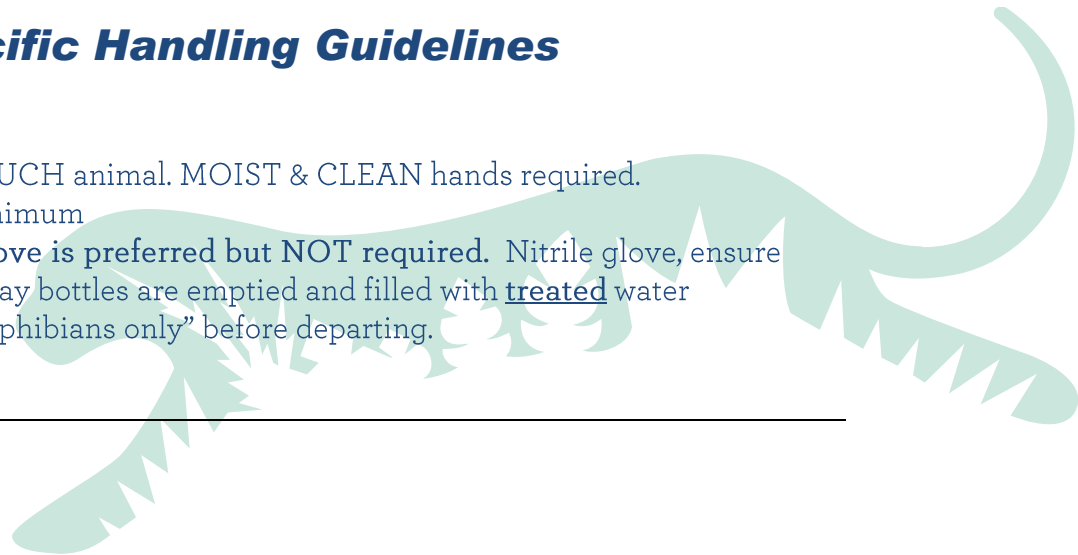 cific Handling Guidelines
UCH animal. MOIST & CLEAN hands required.
nimum
ove is preferred but NOT required.  Nitrile glove, ensure
ay bottles are emptied and filled with treated water
phibians only” before departing.